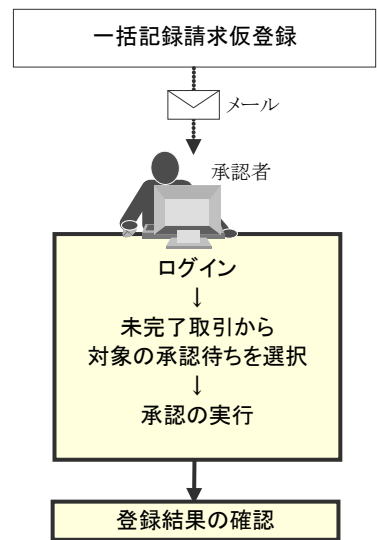 一括記録請求仮登録
メール
承認者
ログイン
↓
未完了取引から
対象の承認待ちを選択
↓
承認の実行
登録結果の確認